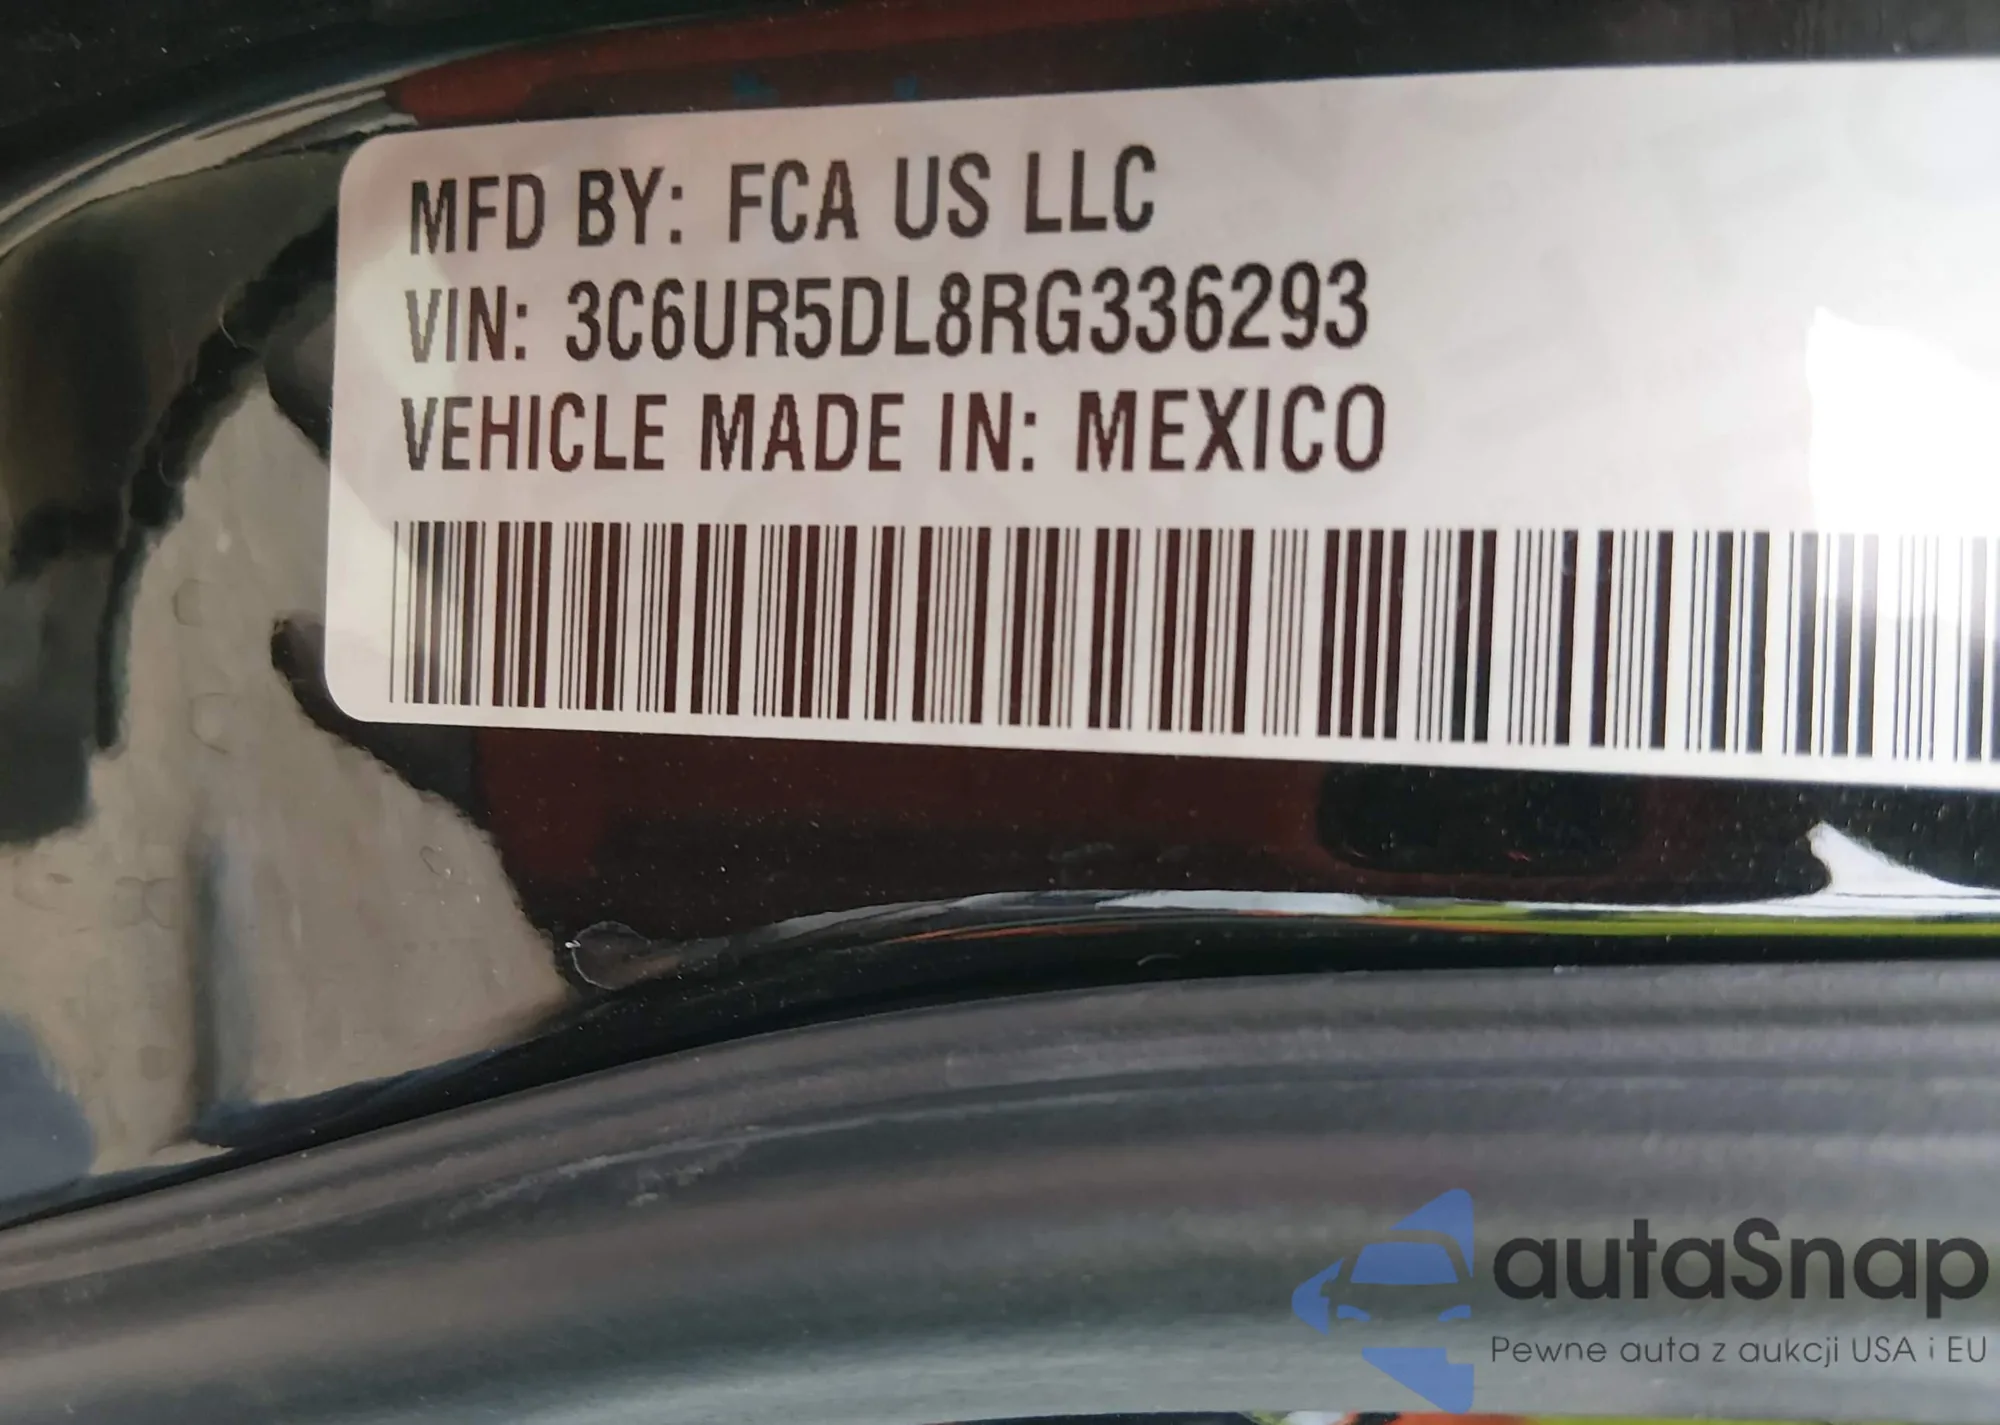 MFD BY: FCA US LLC
VIN: 3C6UR5DL8RG336293
VEHICLE MADE IN: MEXICO
autaSnap
Pewne auta z aukcji USA i EU